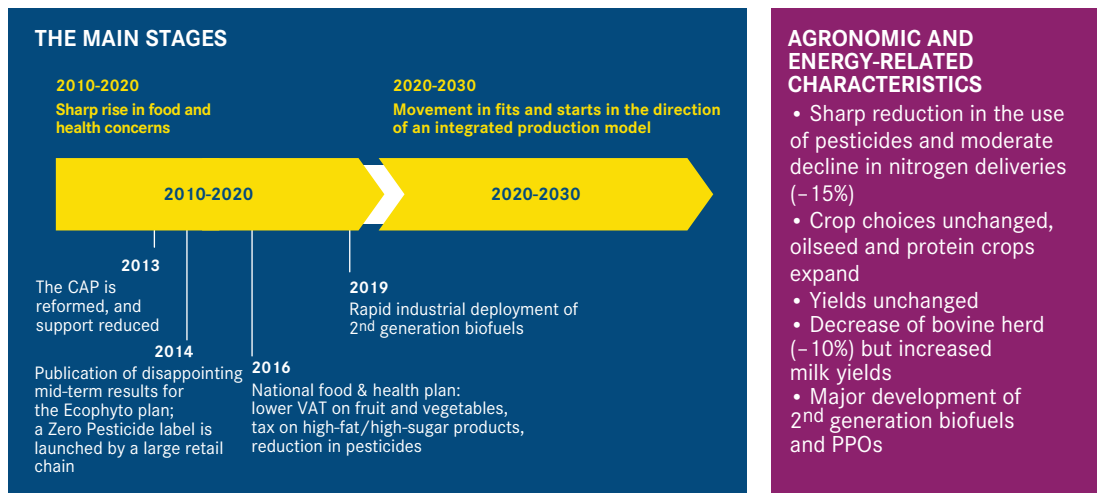 THE MAIN STAGES
2010-2020
Sharp rise in food and
health concerns
2020-2030
Movement in fits and starts in the direction
of an integrated production model
2010-2020
2020-2030
2013
The CAP is
reformed, and
support reduced
2014
Publication of disappointing
mid-term results for
the Ecophyto plan;
a Zero Pesticide label is
launched by a large retail
chain
2016
National food & health plan:
lower VAT on fruit and vegetables,
tax on high-fat/high-sugar products,
reduction in pesticides
2019
Rapid industrial deployment of
2nd generation biofuels
AGRONOMIC AND
ENERGY-RELATED
CHARACTERISTICS
• Sharp reduction in the use
of pesticides and moderate
decline in nitrogen deliveries
(–15%)
• Crop choices unchanged,
oilseed and protein crops
expand
• Yields unchanged
• Decrease of bovine herd
(–10%) but increased
milk yields
• Major development of
2nd generation biofuels
and PPOs